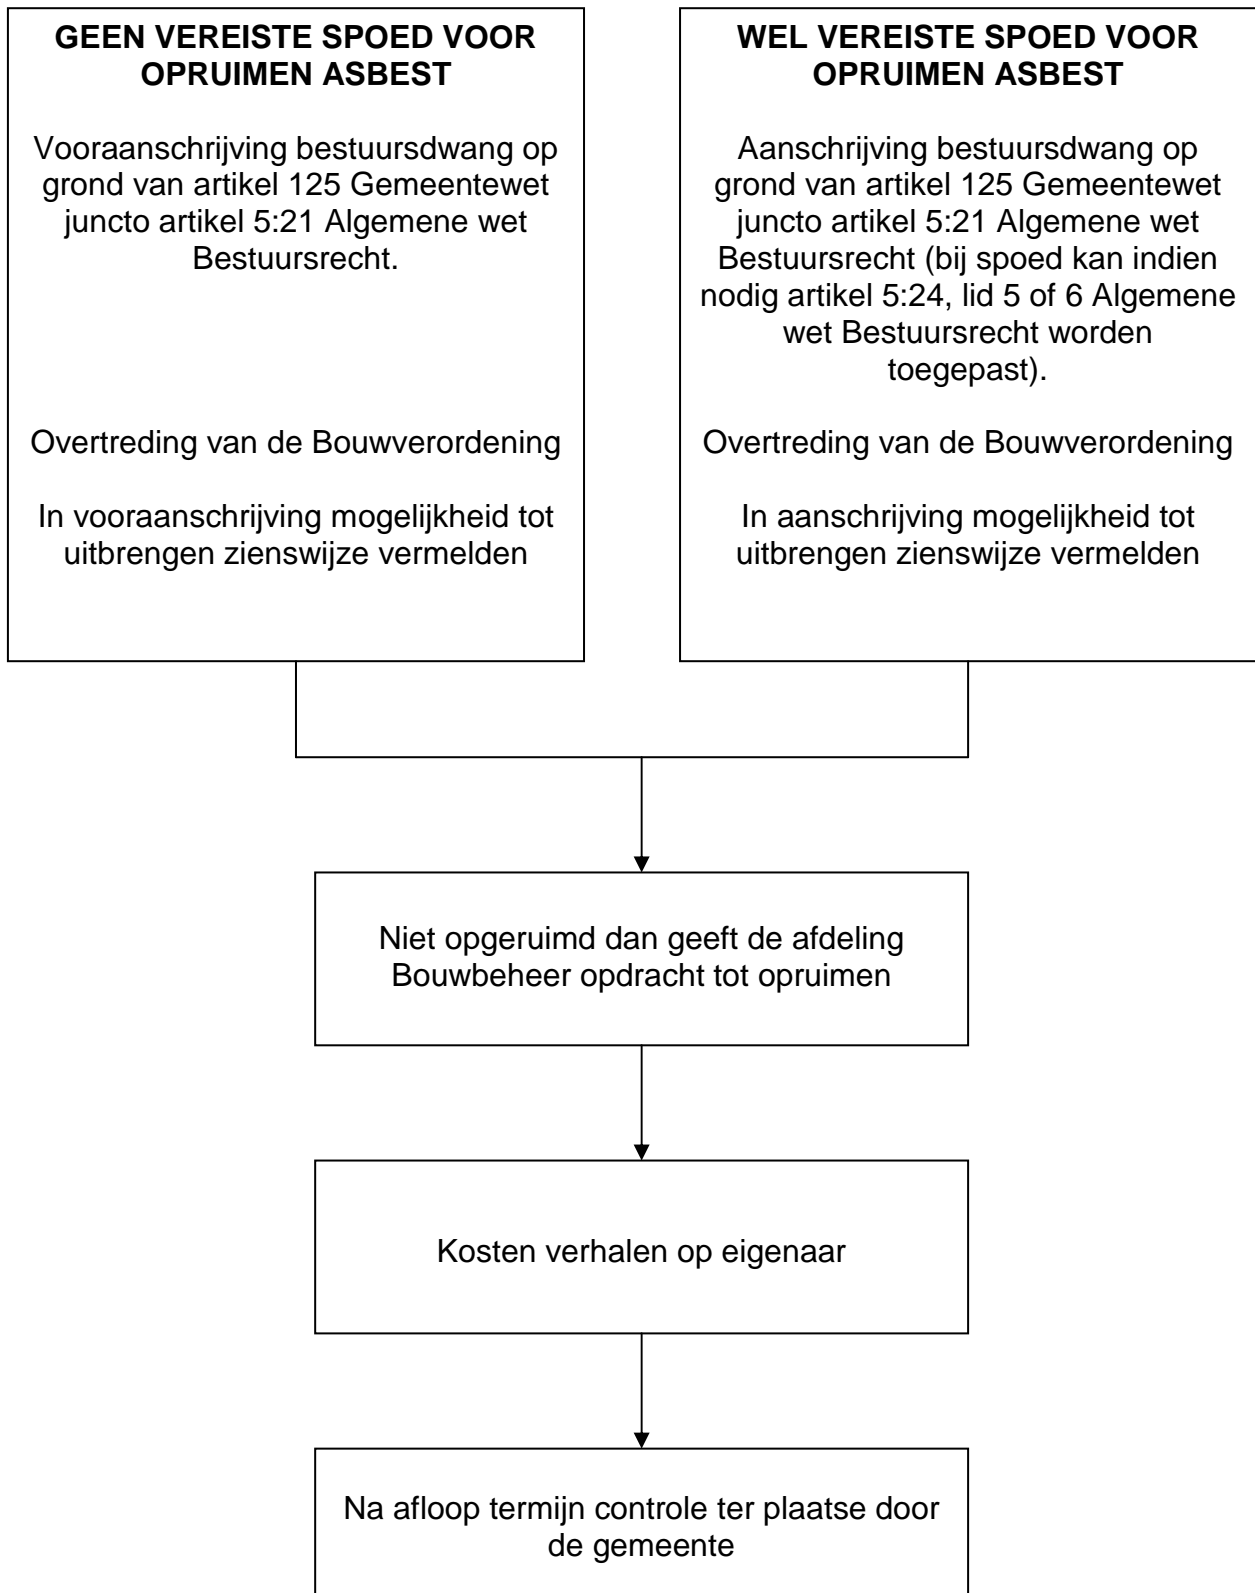 GEEN VEREISTE SPOED VOOR
OPRUIMEN ASBEST
Vooraanschrijving bestuursdwang op
grond van artikel 125 Gemeentewet
juncto artikel 5:21 Algemene wet
Bestuursrecht.
Overtreding van de Bouwverordening
In vooraanschrijving mogelijkheid tot
uitbrengen zienswijze vermelden
WEL VEREISTE SPOED VOOR
OPRUIMEN ASBEST
Aanschrijving bestuursdwang op
grond van artikel 125 Gemeentewet
juncto artikel 5:21 Algemene wet
Bestuursrecht (bij spoed kan indien
nodig artikel 5:24, lid 5 of 6 Algemene
wet Bestuursrecht worden
toegepast).
Overtreding van de Bouwverordening
In aanschrijving mogelijkheid tot
uitbrengen zienswijze vermelden
Niet opgeruimd dan geeft de afdeling
Bouwbeheer opdracht tot opruimen
Kosten verhalen op eigenaar
Na afloop termijn controle ter plaatse door
de gemeente